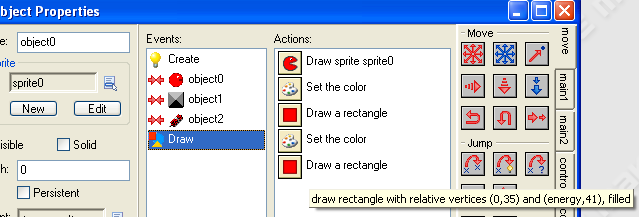 bject Properties
e:
object0
Events:
Actions:
Move
move
Create
object0
object1
object2
Draw
Draw sprite sprite0
Set the color
Draw a rectangle
Set the color
Draw a rectangle
rite
sprite0
New
Edit
isible
Solid
h:
0
Persistent
main1
main2
Jump
contro
draw rectangle with relative vertices (0,35) and (energy,41), filled